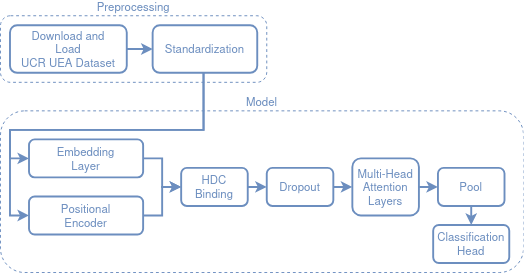 Preprocessing
Download and
Load
UCR UEA Dataset
Standardization
Model
Embedding
Layer
Positional
Encoder
HDC
Binding
Dropout
Multi-Head
Attention
Layers
Pool
Classification
Head